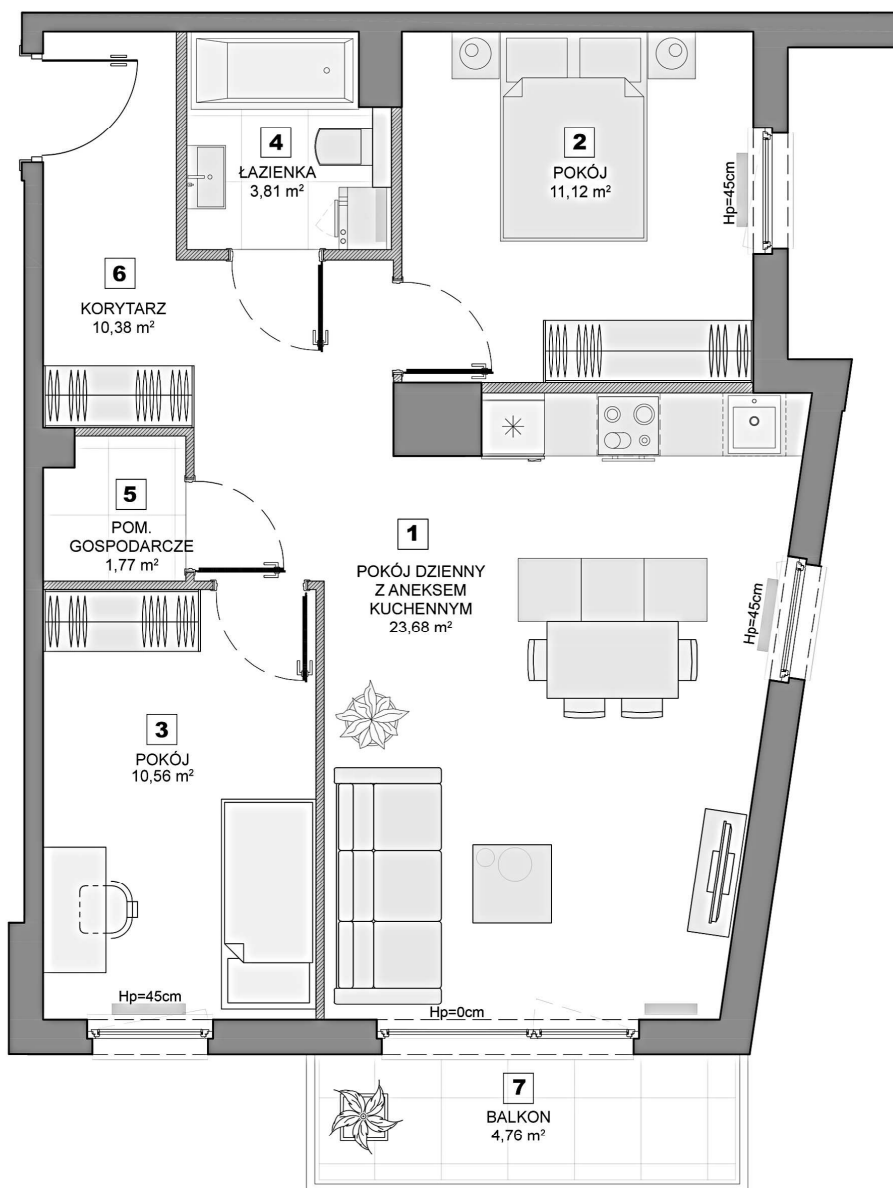 4
ŁAZIENKA
3,81 m²
2
POKÓJ
11,12 m²
Hp=45cm
6
KORYTARZ
10,38 m²
5
POM.
GOSPODARCZE
1,77 m²
1
POKÓJ DZIENNY
Z ANEKSEM
KUCHENNYM
23,68 m²
Hp=45cm
3
POKÓJ
10,56 m²
Hp=45cm
Hp=0cm
7
BALKON
4,76 m²